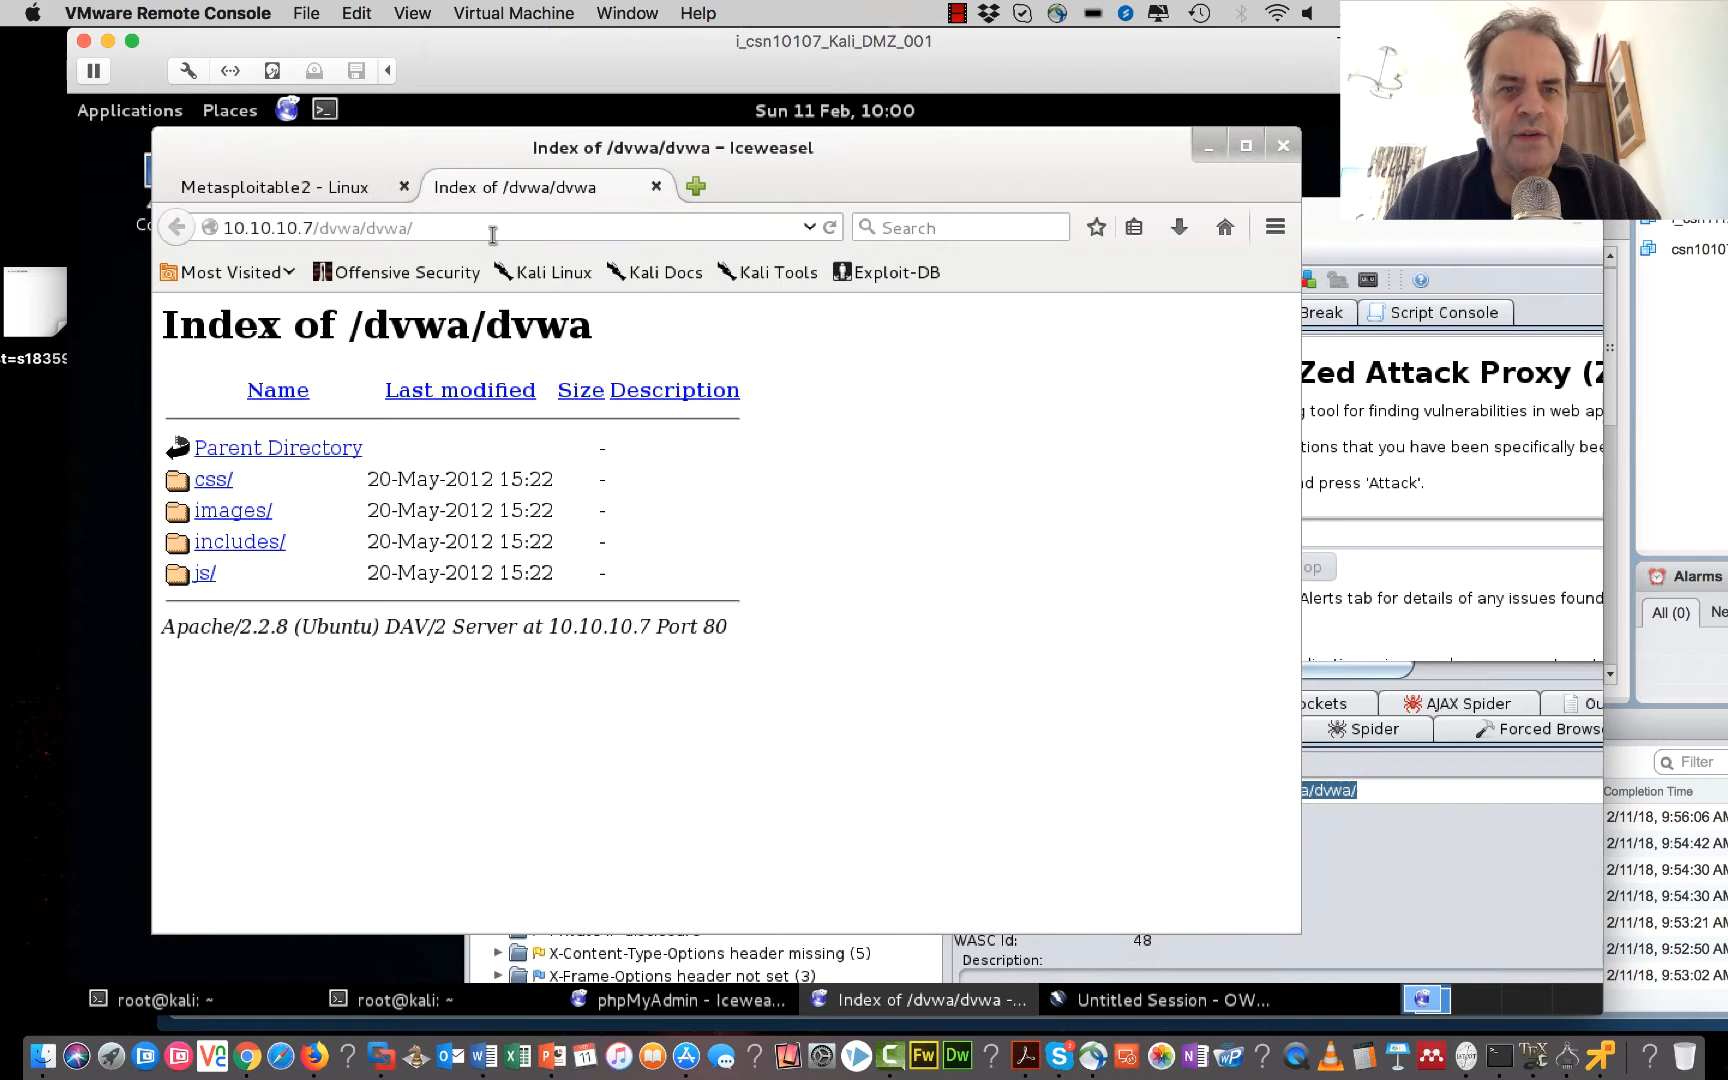 VMware Remote Console File Edit View Virtual Machine Window Help
i_csn10107_Kali_DMZ_001
Applications Places Sun 11 Feb, 10:00
Index of /dvwa/dvwa – Iceweasel
Metasploitable2 - Linux × Index of /dvwa/dvwa ×
10.10.10.7/dvwa/dvwa/ Search
Most Visited Offensive Security Kali Linux Kali Docs Kali Tools Exploit-DB
csn1010
Index of /dvwa/dvwa
Break Script Console
Name Last modified Size Description
Zed Attack Proxy (Z
g tool for finding vulnerabilities in web ap
Parent Directory -
tions that you have been specifically bee
css/ 20-May-2012 15:22 -
nd press 'Attack'.
images/ 20-May-2012 15:22 -
includes/ 20-May-2012 15:22 -
js/ 20-May-2012 15:22 -
t=s18359
op
Alarms
Alerts tab for details of any issues found
All (0) Ne
Apache/2.2.8 (Ubuntu) DAV/2 Server at 10.10.10.7 Port 80
ockets AJAX Spider Ou
Spider Forced Brows
Filter
a/dvwa/
Completion Time
2/11/18, 9:56:06 AM
2/11/18, 9:54:42 AM
2/11/18, 9:54:30 AM
2/11/18, 9:54:30 AM
2/11/18, 9:53:21 AM
2/11/18, 9:52:50 AM
2/11/18, 9:53:02 AM
X-Content-Type-Options header missing (5)
X-Frame-Options header not set (3)
WASC Id: 48
Description:
root@kali: ~ root@kali: ~ phpMyAdmin - Icewea... Index of /dvwa/dvwa -... Untitled Session - OW...
Fw Dw